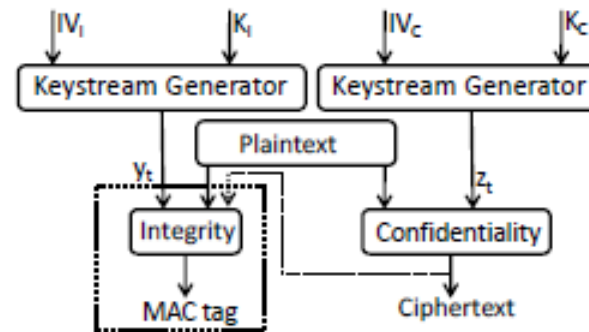 IV_I K_I IV_C K_C
Keystream Generator Keystream Generator
Plaintext
y_t z_t
Integrity Confidentiality
MAC tag Ciphertext